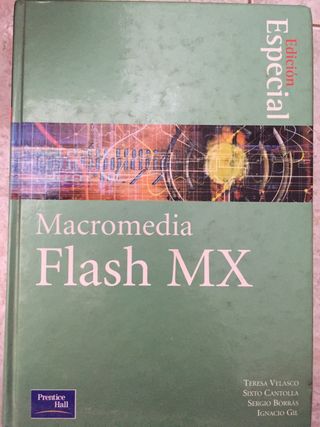 Edición
Especial
Macromedia
Flash MX
TERESA VELASCO
SIXTO CANTOLLA
SERGIO BORRÁS
IGNACIO GIL
Prentice
Hall